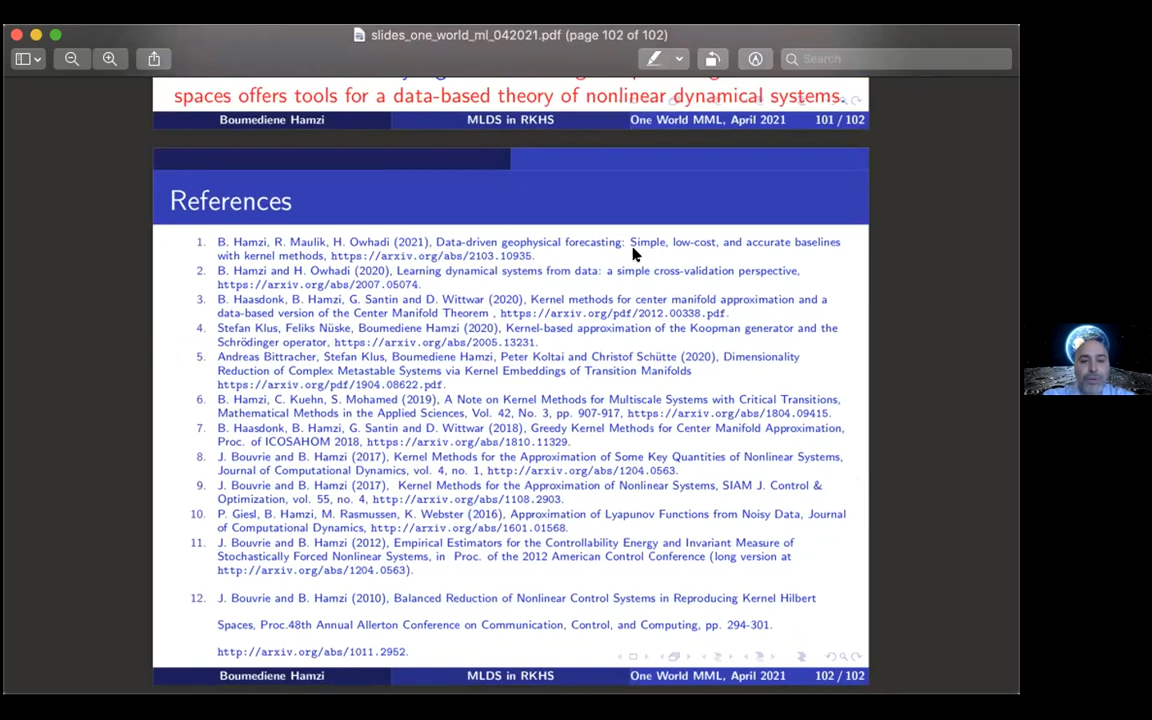 slides_one_world_ml_042021.pdf (page 102 of 102)
Search
spaces offers tools for a data-based theory of nonlinear dynamical systems.
Boumediene Hamzi MLDS in RKHS One World MML, April 2021 101 / 102
References
1. B. Hamzi, R. Maulik, H. Owhadi (2021), Data-driven geophysical forecasting: Simple, low-cost, and accurate baselines
with kernel methods, https://arxiv.org/abs/2103.10935.
2. B. Hamzi and H. Owhadi (2020), Learning dynamical systems from data: a simple cross-validation perspective,
https://arxiv.org/abs/2007.05074.
3. B. Haasdonk, B. Hamzi, G. Santin and D. Wittwar (2020), Kernel methods for center manifold approximation and a
data-based version of the Center Manifold Theorem , https://arxiv.org/pdf/2012.00338.pdf.
4. Stefan Klus, Feliks Nüske, Boumediene Hamzi (2020), Kernel-based approximation of the Koopman generator and the
Schrödinger operator, https://arxiv.org/abs/2005.13231.
5. Andreas Bittracher, Stefan Klus, Boumediene Hamzi, Peter Koltai and Christof Schütte (2020), Dimensionality
Reduction of Complex Metastable Systems via Kernel Embeddings of Transition Manifolds
https://arxiv.org/pdf/1904.08622.pdf.
6. B. Hamzi, C. Kuehn, S. Mohamed (2019), A Note on Kernel Methods for Multiscale Systems with Critical Transitions,
Mathematical Methods in the Applied Sciences, Vol. 42, No. 3, pp. 907-917, https://arxiv.org/abs/1804.09415.
7. B. Haasdonk, B. Hamzi, G. Santin and D. Wittwar (2018), Greedy Kernel Methods for Center Manifold Approximation,
Proc. of ICOSAHOM 2018, https://arxiv.org/abs/1810.11329.
8. J. Bouvrie and B. Hamzi (2017), Kernel Methods for the Approximation of Some Key Quantities of Nonlinear Systems,
Journal of Computational Dynamics, vol. 4, no. 1, http://arxiv.org/abs/1204.0563.
9. J. Bouvrie and B. Hamzi (2017), Kernel Methods for the Approximation of Nonlinear Systems, SIAM J. Control &
Optimization, vol. 55, no. 4, http://arxiv.org/abs/1108.2903.
10. P. Giesl, B. Hamzi, M. Rasmussen, K. Webster (2016), Approximation of Lyapunov Functions from Noisy Data, Journal
of Computational Dynamics, http://arxiv.org/abs/1601.01568.
11. J. Bouvrie and B. Hamzi (2012), Empirical Estimators for the Controllability Energy and Invariant Measure of
Stochastically Forced Nonlinear Systems, in Proc. of the 2012 American Control Conference (long version at
http://arxiv.org/abs/1204.0563).
12. J. Bouvrie and B. Hamzi (2010), Balanced Reduction of Nonlinear Control Systems in Reproducing Kernel Hilbert
Spaces, Proc.48th Annual Allerton Conference on Communication, Control, and Computing, pp. 294-301.
http://arxiv.org/abs/1011.2952.
Boumediene Hamzi MLDS in RKHS One World MML, April 2021 102 / 102